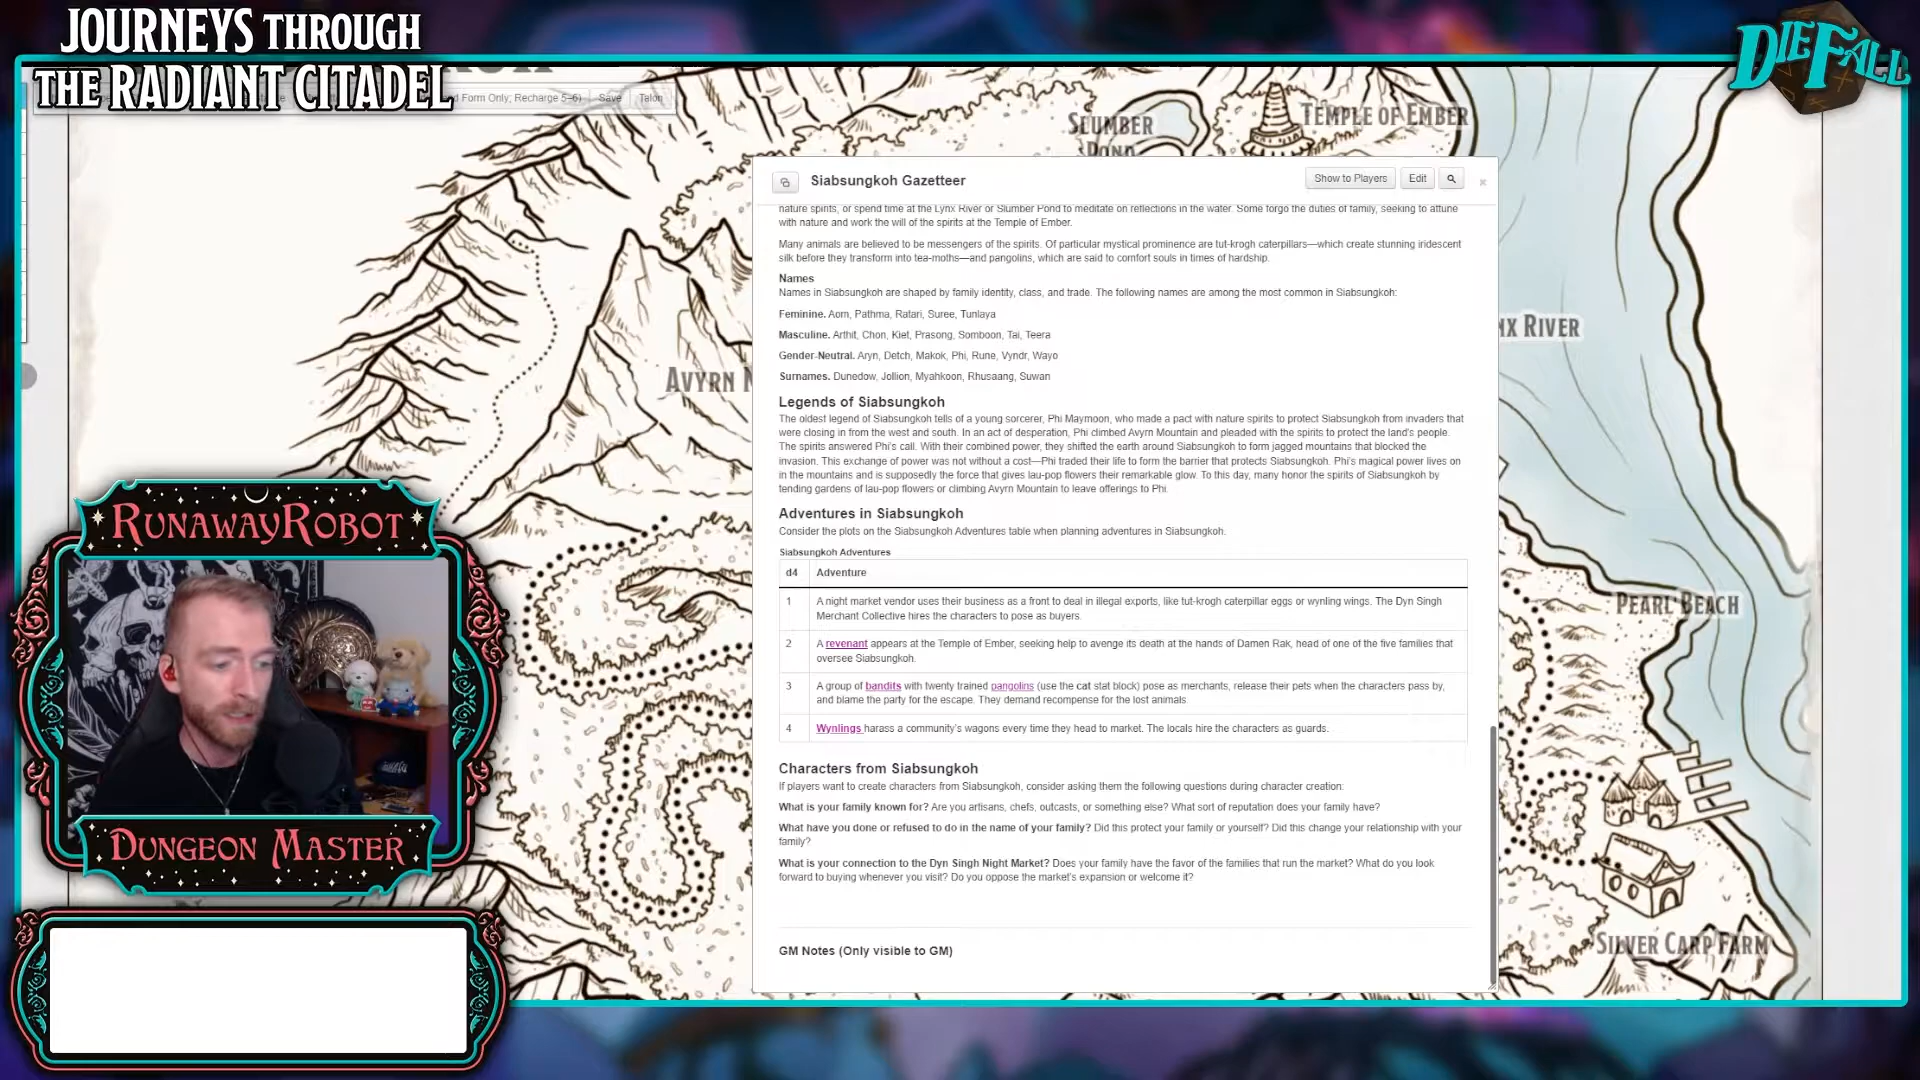 JOURNEYS THROUGH
THE RADIANT CITADEL
DIEFALL
d Form Only; Recharge 5–6) Save Talon
SLUMBER
POND
TEMPLE OF EMBER
Siabsungkoh Gazetteer
Show to Players Edit
nature spirits, or spend time at the Lynx River or Slumber Pond to meditate on reflections in the water. Some forgo the duties of family, seeking to attune
with nature and work the will of the spirits at the Temple of Ember.
Many animals are believed to be messengers of the spirits. Of particular mystical prominence are tut-krogh caterpillars—which create stunning iridescent
silk before they transform into tea-moths—and pangolins, which are said to comfort souls in times of hardship.
Names
Names in Siabsungkoh are shaped by family identity, class, and trade. The following names are among the most common in Siabsungkoh:
Feminine. Aom, Pathma, Ratari, Suree, Tunlaya
Masculine. Arthit, Chon, Kiet, Prasong, Somboon, Tai, Teera
Gender-Neutral. Aryn, Detch, Makok, Phi, Rune, Vyndr, Wayo
Surnames. Dunedow, Jollion, Myahkoon, Rhusaang, Suwan
NX RIVER
AVYRN
Legends of Siabsungkoh
The oldest legend of Siabsungkoh tells of a young sorcerer, Phi Maymoon, who made a pact with nature spirits to protect Siabsungkoh from invaders that
were closing in from the west and south. In an act of desperation, Phi climbed Avyrn Mountain and pleaded with the spirits to protect the land's people.
The spirits answered Phi's call. With their combined power, they shifted the earth around Siabsungkoh to form jagged mountains that blocked the
invasion. This exchange of power was not without a cost—Phi traded their life to form the barrier that protects Siabsungkoh. Phi's magical power lives on
in the mountains and is supposedly the force that gives lau-pop flowers their remarkable glow. To this day, many honor the spirits of Siabsungkoh by
tending gardens of lau-pop flowers or climbing Avyrn Mountain to leave offerings to Phi.
Adventures in Siabsungkoh
Consider the plots on the Siabsungkoh Adventures table when planning adventures in Siabsungkoh.
Siabsungkoh Adventures
d4 Adventure
1 A night market vendor uses their business as a front to deal in illegal exports, like tut-krogh caterpillar eggs or wynling wings. The Dyn Singh
Merchant Collective hires the characters to pose as buyers.
2 A revenant appears at the Temple of Ember, seeking help to avenge its death at the hands of Damen Rak, head of one of the five families that
oversee Siabsungkoh.
3 A group of bandits with twenty trained pangolins (use the cat stat block) pose as merchants, release their pets when the characters pass by,
and blame the party for the escape. They demand recompense for the lost animals.
4 Wynlings harass a community's wagons every time they head to market. The locals hire the characters as guards.
Characters from Siabsungkoh
If players want to create characters from Siabsungkoh, consider asking them the following questions during character creation:
What is your family known for? Are you artisans, chefs, outcasts, or something else? What sort of reputation does your family have?
What have you done or refused to do in the name of your family? Did this protect your family or yourself? Did this change your relationship with your
family?
What is your connection to the Dyn Singh Night Market? Does your family have the favor of the families that run the market? What do you look
forward to buying whenever you visit? Do you oppose the market's expansion or welcome it?
GM Notes (Only visible to GM)
PEARL BEACH
SILVER CARP FARM
RUNAWAYROBOT
DUNGEON MASTER